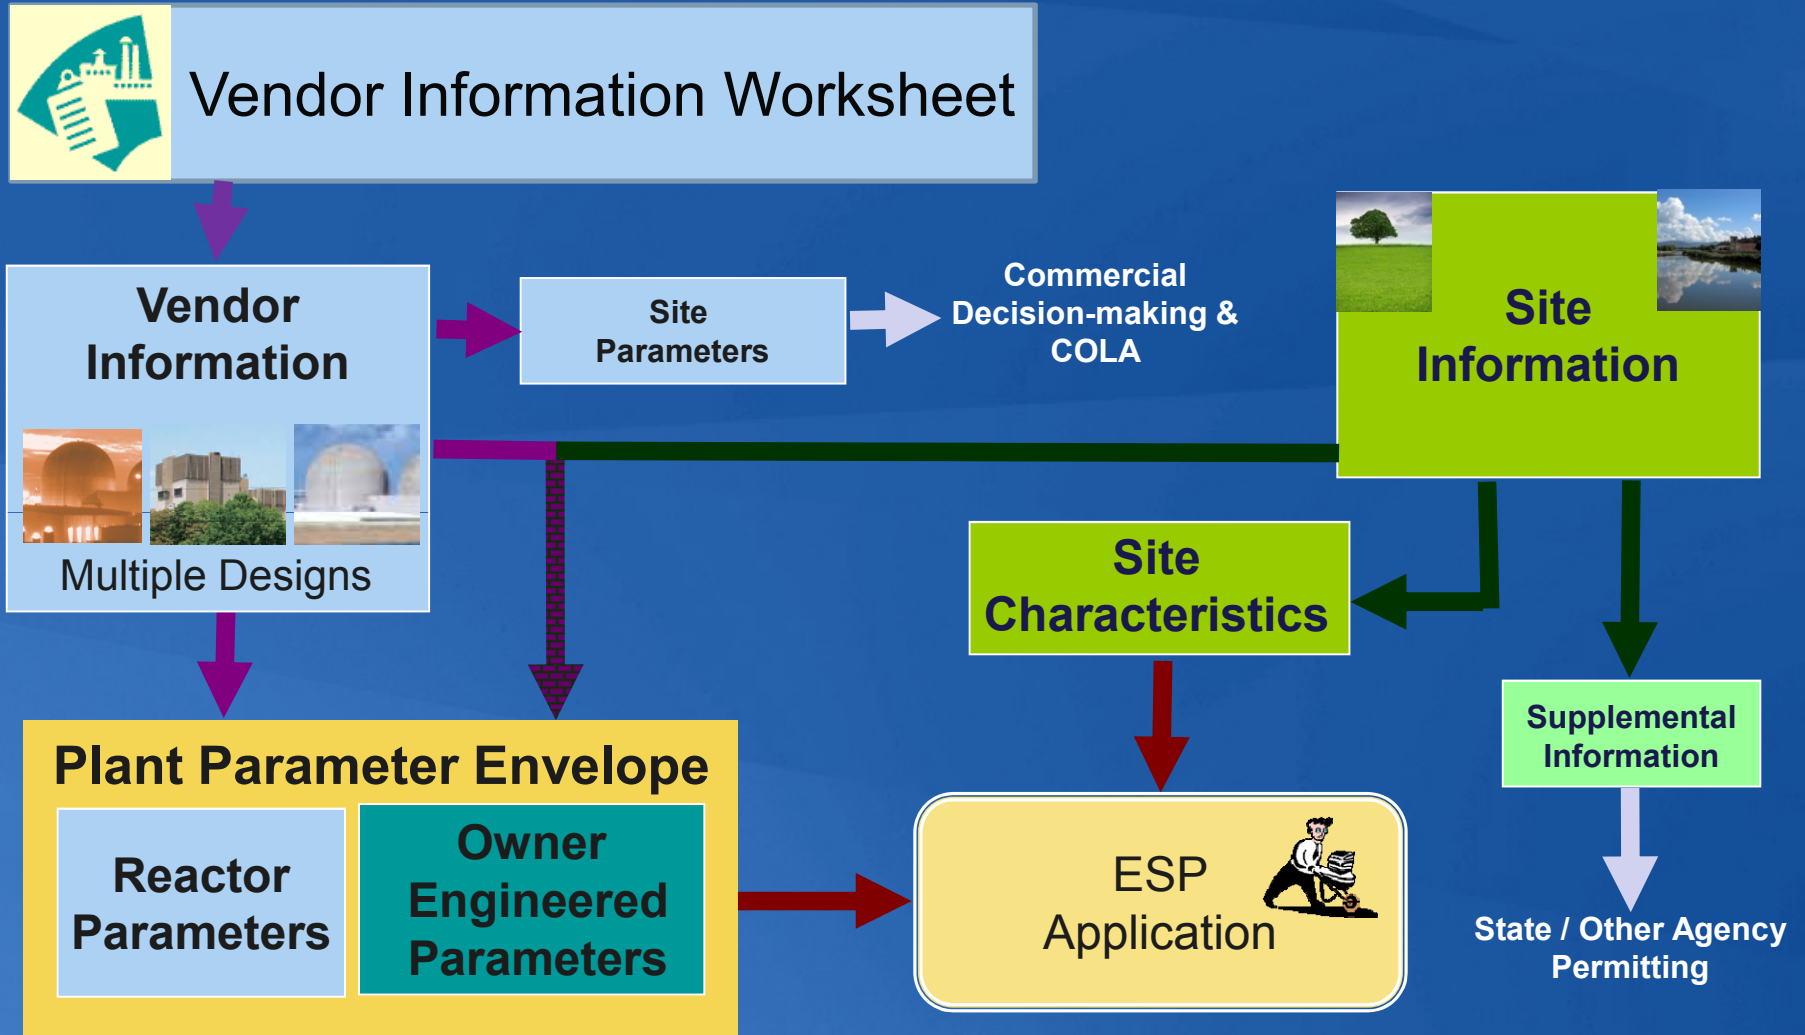 Vendor Information Worksheet
Vendor
Information
Multiple Designs
Site
Parameters
Commercial
Decision-making &
COLA
Site
Information
Site
Characteristics
Supplemental
Information
State / Other Agency
Permitting
Plant Parameter Envelope
Reactor
Parameters
Owner
Engineered
Parameters
ESP
Application